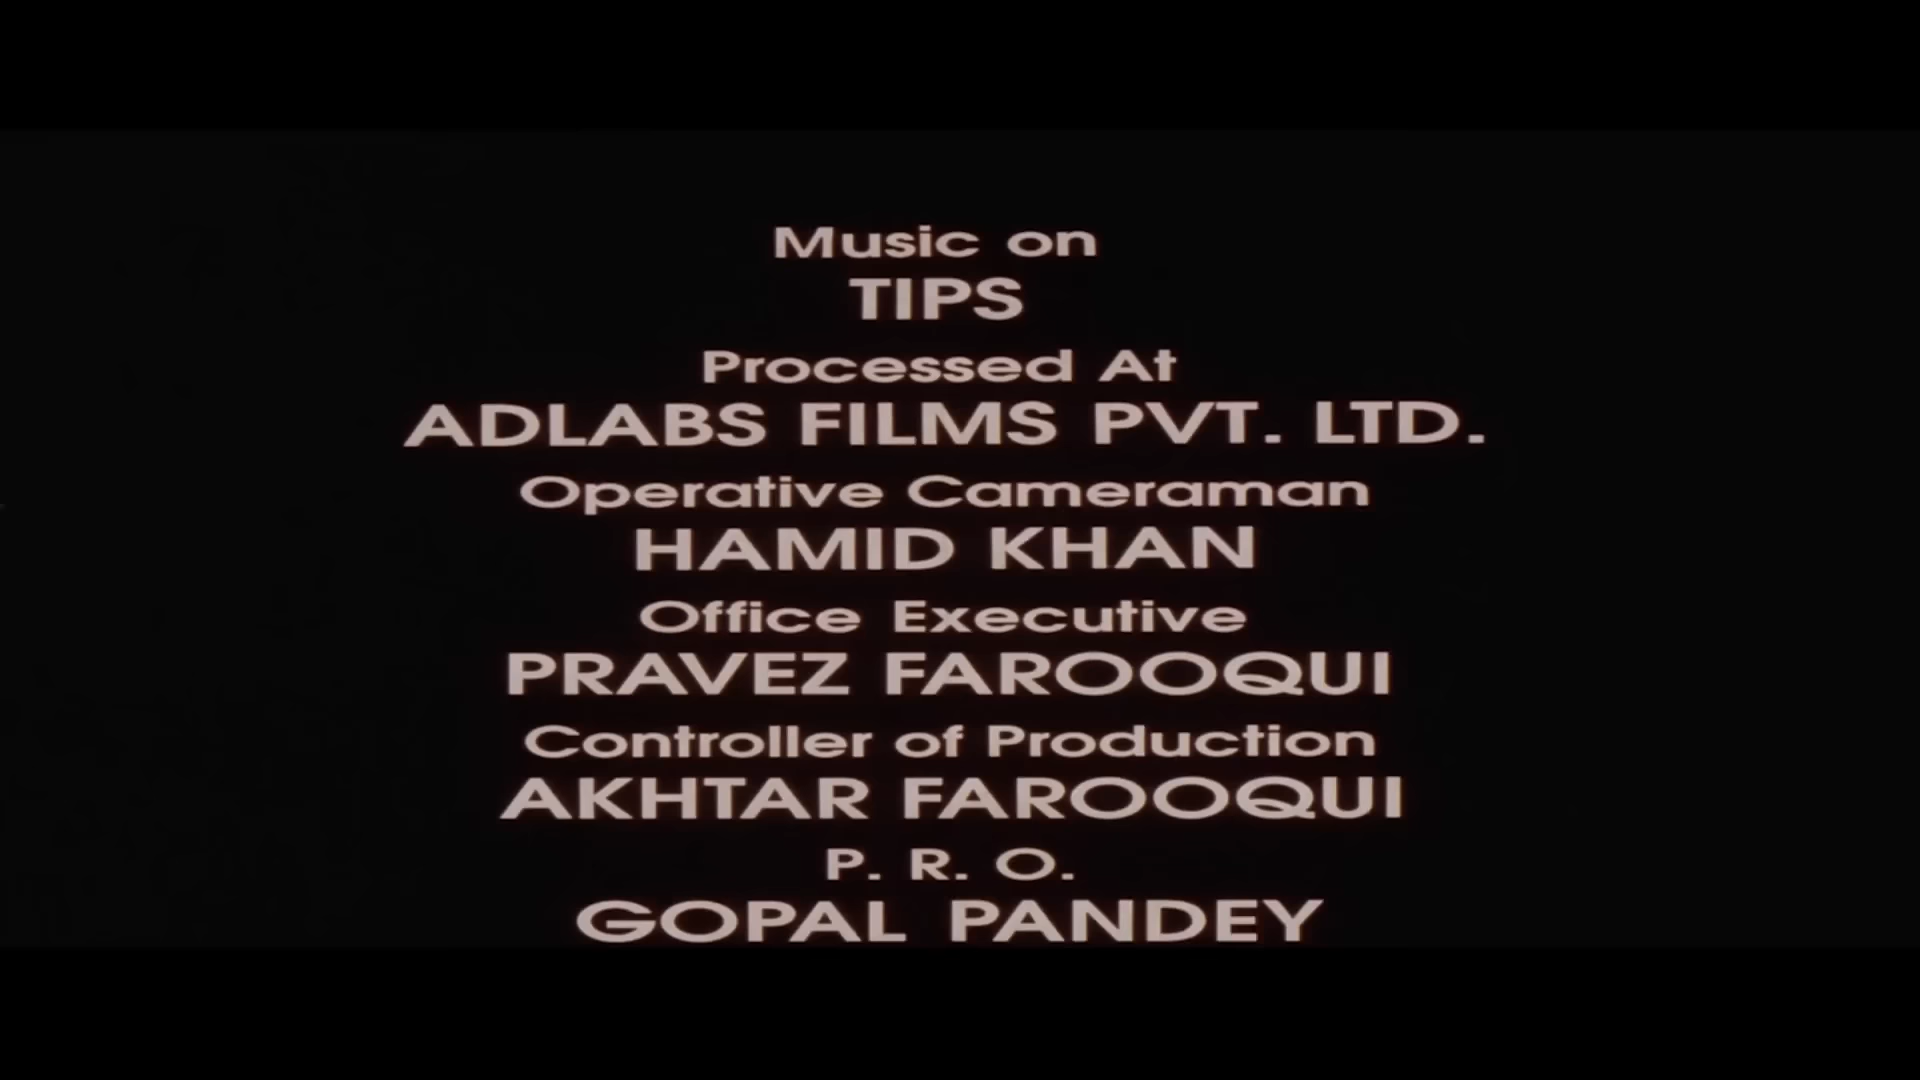 Music on
TIPS
Processed At
ADLABS FILMS PVT. LTD.
Operative Cameraman
HAMID KHAN
Office Executive
PRAVEZ FAROOQUI
Controller of Production
AKHTAR FAROOQUI
P. R. O.
GOPAL PANDEY